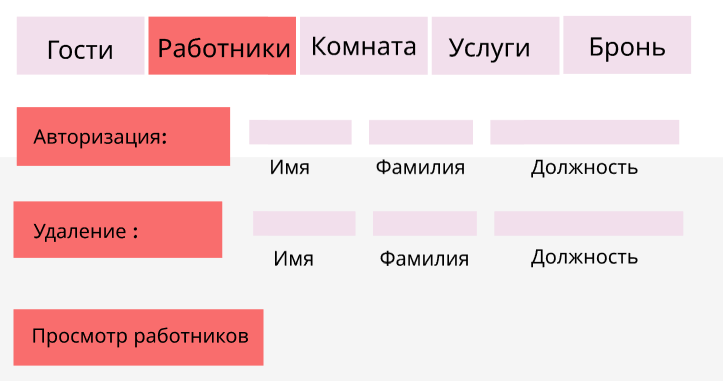 Гости Работники Комната Услуги Бронь
Авторизация:
Имя Фамилия Должность
Удаление :
Имя Фамилия Должность
Просмотр работников